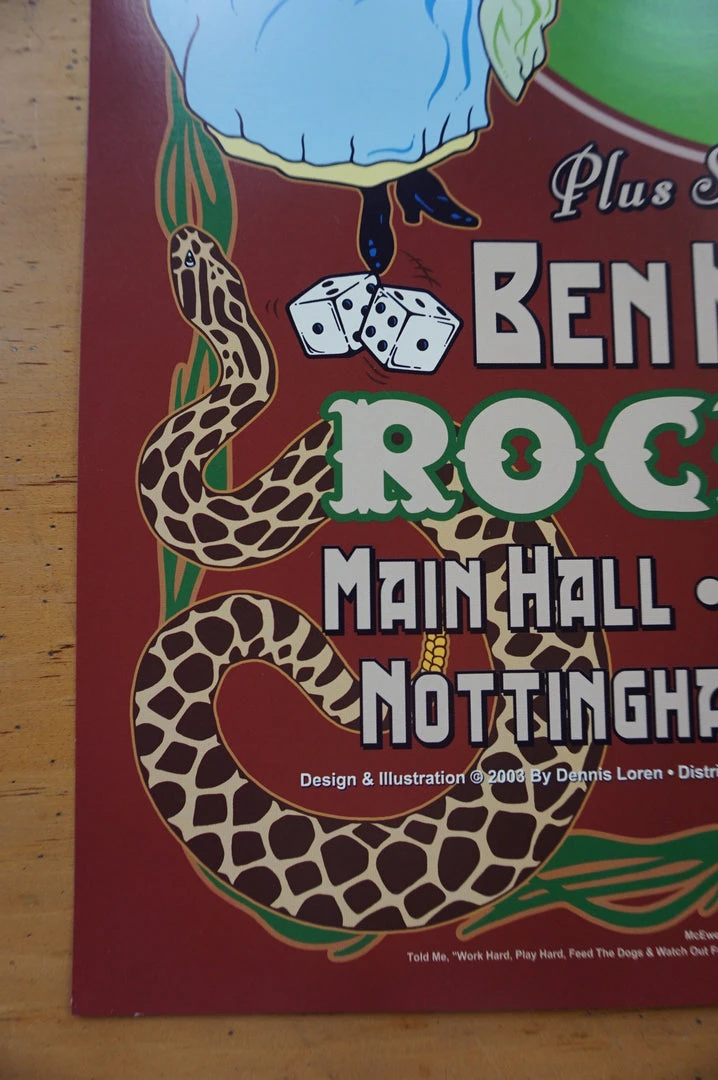 Plus S
BEN
ROC
MAIN HALL •
NOTTINGHA
Design & Illustration © 2003 By Dennis Loren • Distri
McEwe
Told Me, "Work Hard, Play Hard, Feed The Dogs & Watch Out F